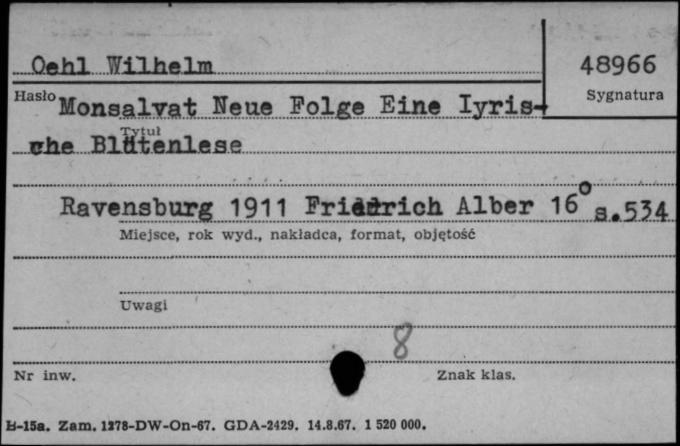 Oehl Wilhelm
48966
Hasło
Sygnatura
Monsalvat Neue Folge Eine Iyris-
Tytuł
che Blütenlese
Ravensburg 1911 Friedrich Alber 16° s.534
Miejsce, rok wyd., nakładca, format, objętość
Uwagi
8
Nr inw.
Znak klas.
B-15a. Zam. 1278-DW-On-67. GDA-2429. 14.8.67. 1 520 000.